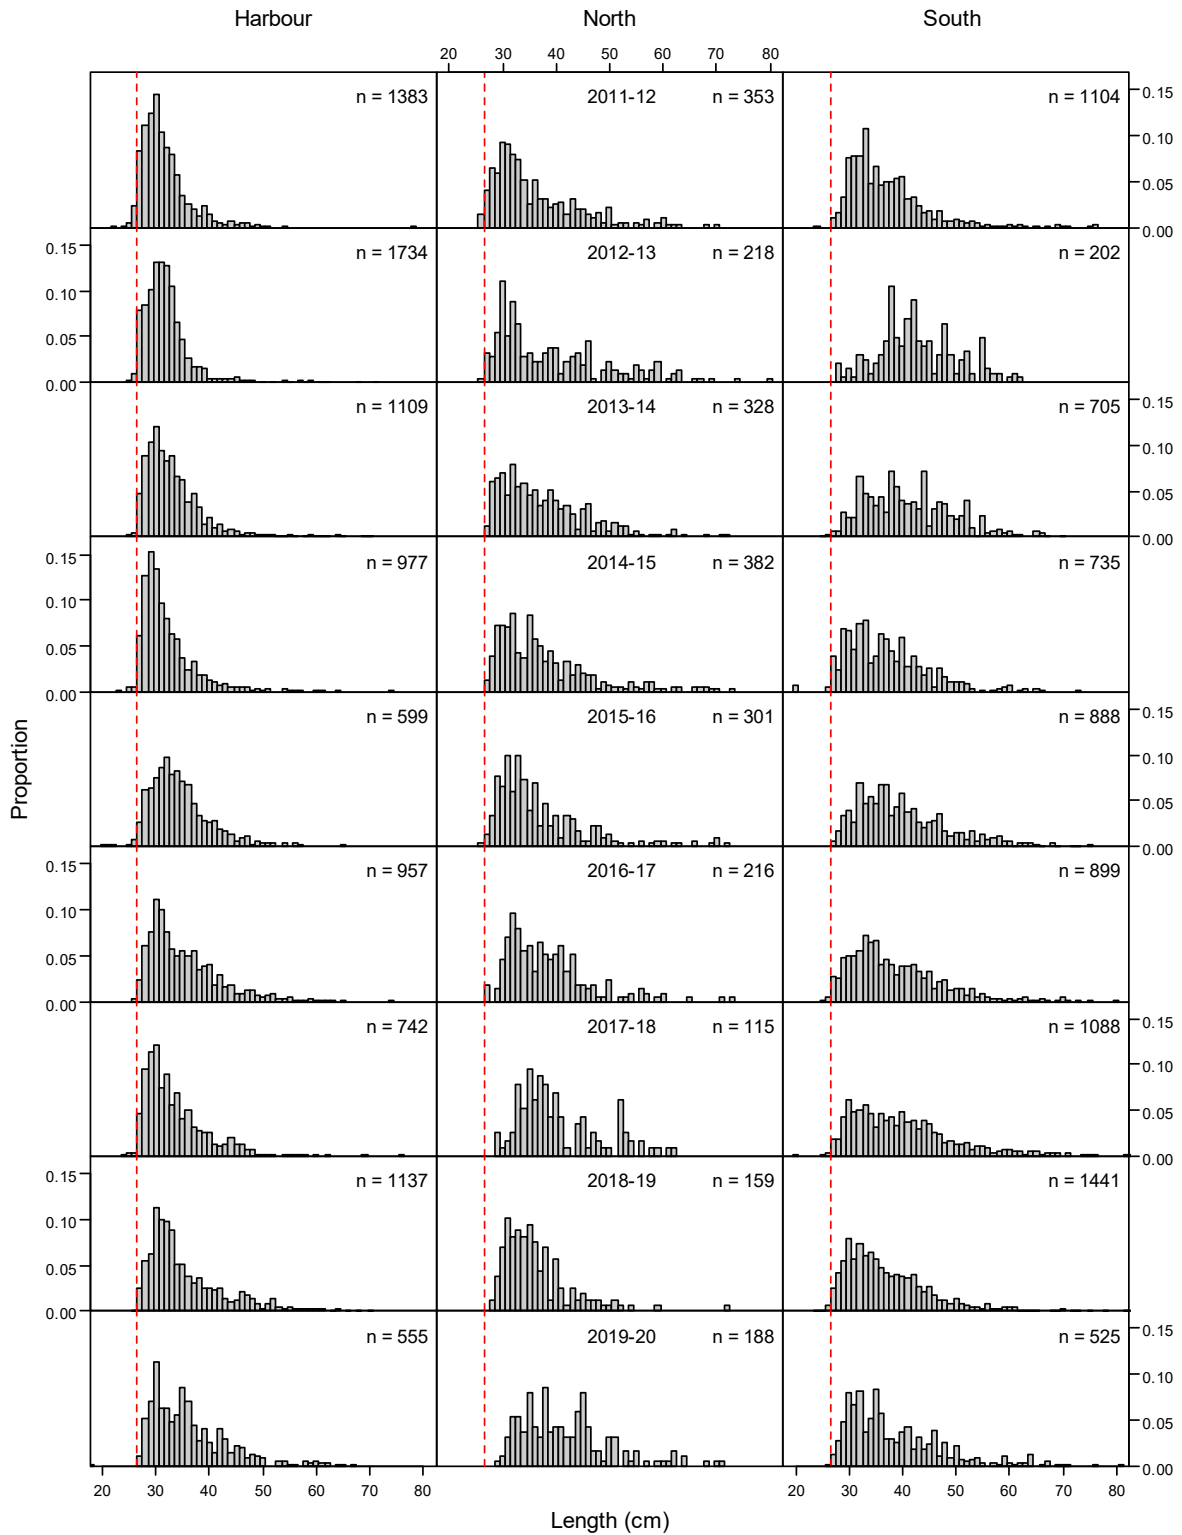 Harbour North South
20 30 40 50 60 70 80
n = 1383 2011-12 n = 353 n = 1104 0.15
0.10
0.05
0.00
0.15 n = 1734 2012-13 n = 218 n = 202
0.10
0.05
0.00
n = 1109 2013-14 n = 328 n = 705 0.15
0.10
0.05
0.00
0.15 n = 977 2014-15 n = 382 n = 735
0.10
0.05
0.00
n = 599 2015-16 n = 301 n = 888 0.15
0.10
0.05
0.00
Proportion
0.15 n = 957 2016-17 n = 216 n = 899
0.10
0.05
0.00
n = 742 2017-18 n = 115 n = 1088 0.15
0.10
0.05
0.00
0.15 n = 1137 2018-19 n = 159 n = 1441
0.10
0.05
0.00
n = 555 2019-20 n = 188 n = 525 0.15
0.10
0.05
0.00
20 30 40 50 60 70 80 20 30 40 50 60 70 80
Length (cm)